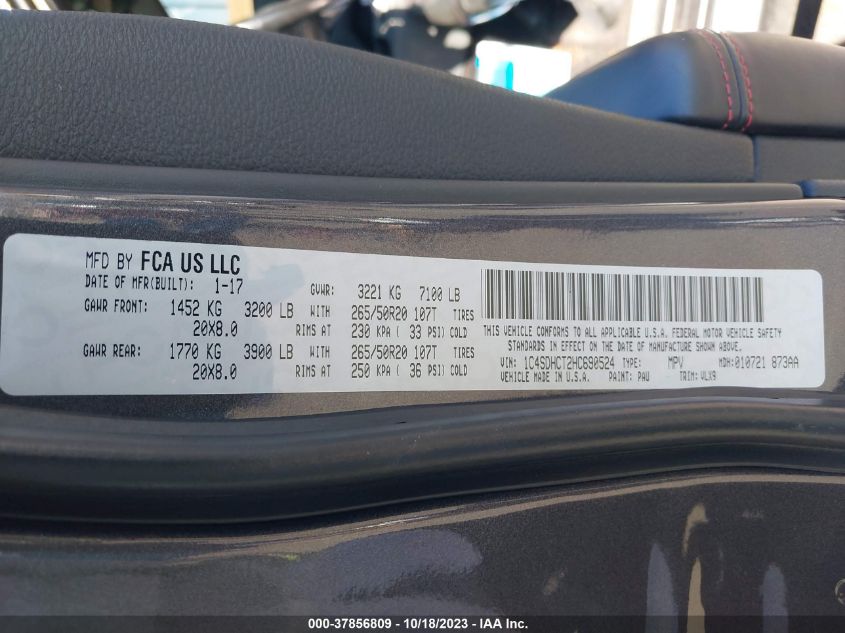 MFD BY FCA US LLC
DATE OF MFR(BUILT): 1-17 GVWR: 3221 KG 7100 LB
GAWR FRONT: 1452 KG 3200 LB WITH 265/50R20 107T TIRES
20X8.0 RIMS AT 230 KPA ( 33 PSI) COLD
GAWR REAR: 1770 KG 3900 LB WITH 265/50R20 107T TIRES
20X8.0 RIMS AT 250 KPA ( 36 PSI) COLD
THIS VEHICLE CONFORMS TO ALL APPLICABLE U.S.A. FEDERAL MOTOR VEHICLE SAFETY
STANDARDS IN EFFECT ON THE DATE OF MANUFACTURE SHOWN ABOVE.
VIN: 1C4SDHCT2HC690524 TYPE: MPV MDH:010721 873AA
VEHICLE MADE IN U.S.A. PAINT: PAU TRIM: VLX9
000-37856809 - 10/18/2023 - IAA Inc.